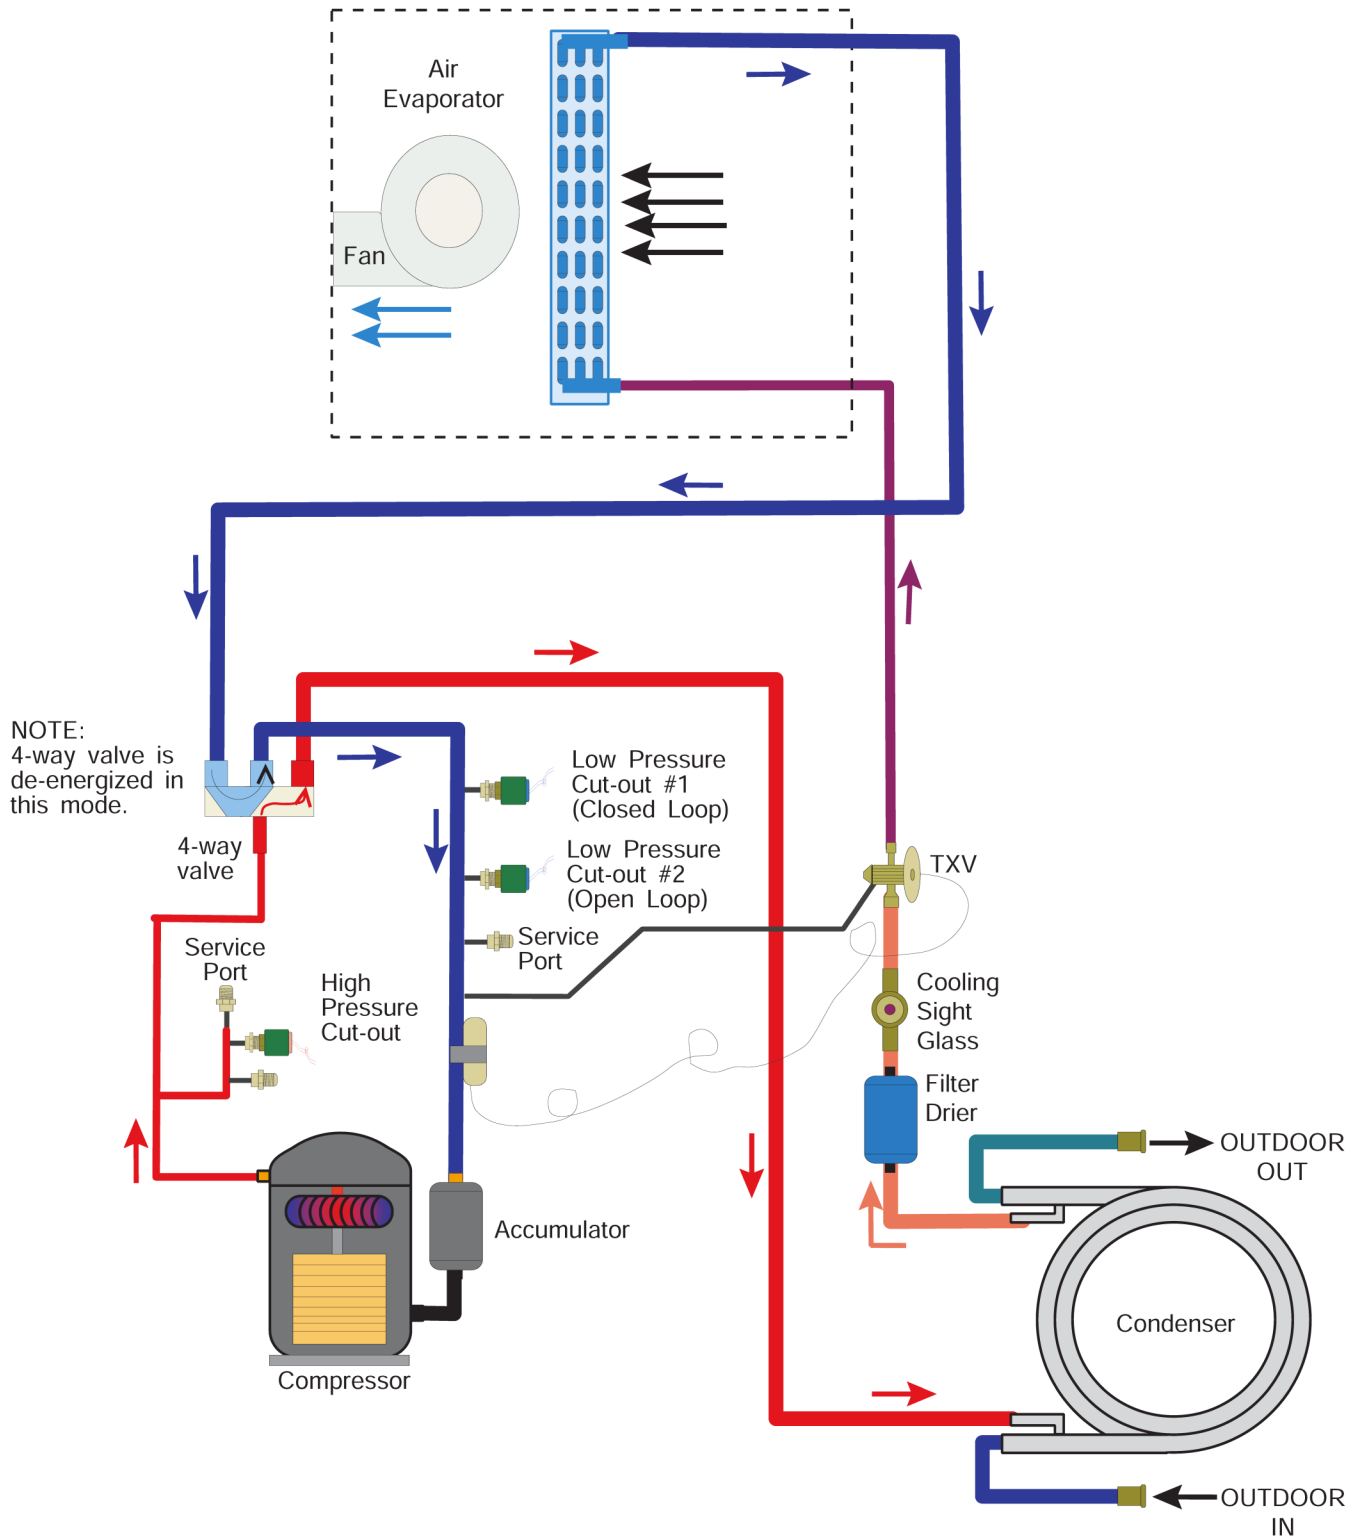 Air
Evaporator
Fan
NOTE:
4-way valve is
de-energized in
this mode.
4-way
valve
Low Pressure
Cut-out #1
(Closed Loop)
Low Pressure
Cut-out #2
(Open Loop)
TXV
Service
Port
Service
Port
High
Pressure
Cut-out
Cooling
Sight
Glass
Filter
Drier
OUTDOOR
OUT
Accumulator
Condenser
Compressor
OUTDOOR
IN